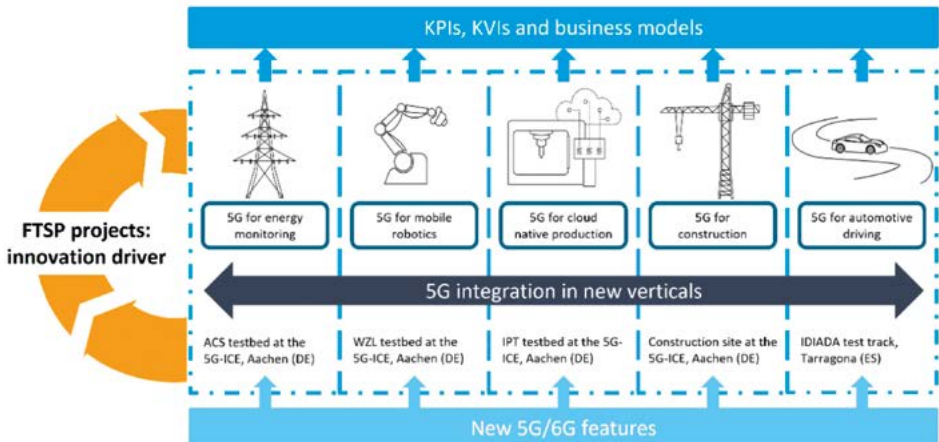 KPIs, KVIs and business models
FTSP projects:
innovation driver
5G for energy
monitoring
5G for mobile
robotics
5G for cloud
native production
5G for
construction
5G for automotive
driving
5G integration in new verticals
ACS testbed at the
5G-ICE, Aachen (DE)
WZL testbed at the
5G-ICE, Aachen (DE)
IPT testbed at the 5G-
ICE, Aachen (DE)
Construction site at the
5G-ICE, Aachen (DE)
IDIADA test track,
Tarragona (ES)
New 5G/6G features